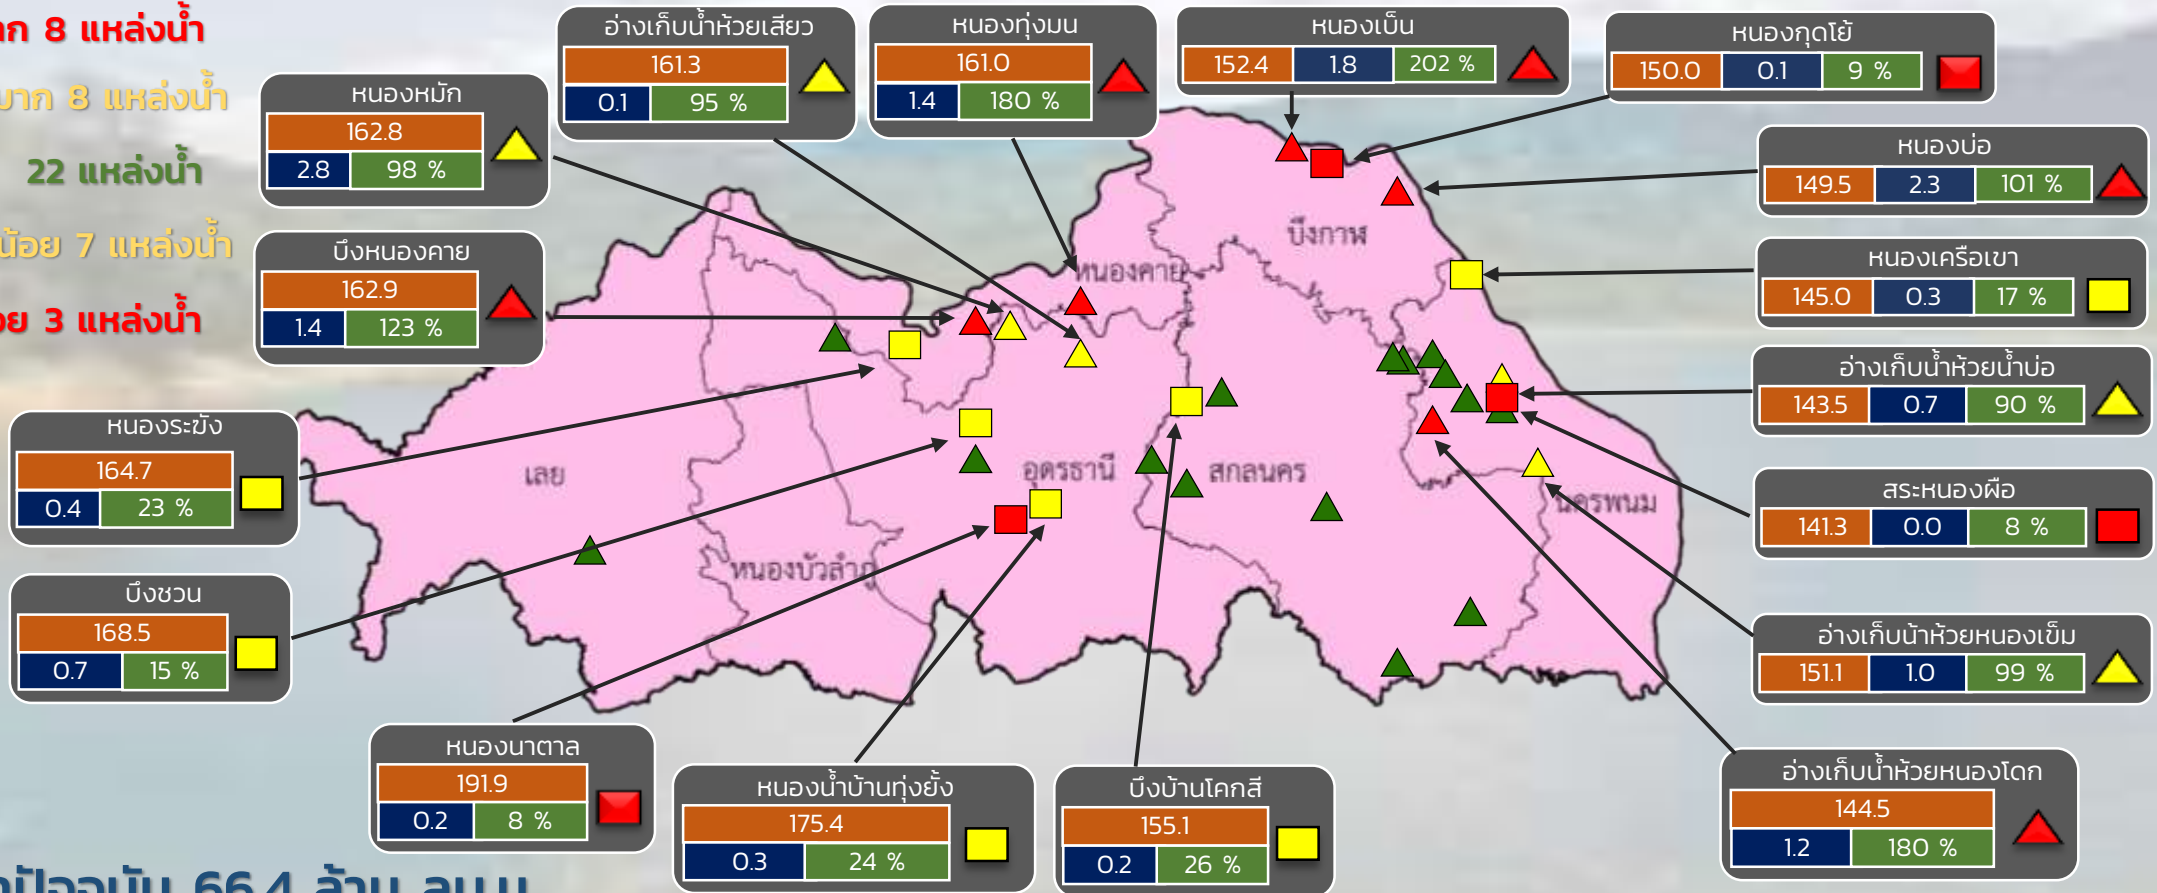 8 แหล่งน้ำ
8 แหล่งน้ำ
22 แหล่งน้ำ
น้อย 7 แหล่งน้ำ
3 แหล่งน้ำ
หนองหมัก
162.8
2.8 98 %
บึงหนองคาย
162.9
1.4 123 %
อ่างเก็บน้ำห้วยเสียว
161.3
0.1 95 %
หนองทุ่งมน
161.0
1.4 180 %
หนองเบ็น
152.4 1.8 202 %
หนองกุดโย้
150.0 0.1 9 %
หนองบ่อ
149.5 2.3 101 %
หนองเครือเขา
145.0 0.3 17 %
อ่างเก็บน้ำห้วยน้ำบ่อ
143.5 0.7 90 %
สระหนองผือ
141.3 0.0 8 %
อ่างเก็บน้ำห้วยหนองเข็ม
151.1 1.0 99 %
อ่างเก็บน้ำห้วยหนองโดก
144.5
1.2 180 %
บึงกาฬ
หนองคาย
เลย
อุดรธานี
สกลนคร
นครพนม
หนองบัวลำภู
หนองระฆัง
164.7
0.4 23 %
บึงชวน
168.5
0.7 15 %
หนองนาตาล
191.9
0.2 8 %
หนองน้ำบ้านทุ่งยั้ง
175.4
0.3 24 %
บึงบ้านโคกสี
155.1
0.2 26 %
66.4 ล้าน ลบ.ม